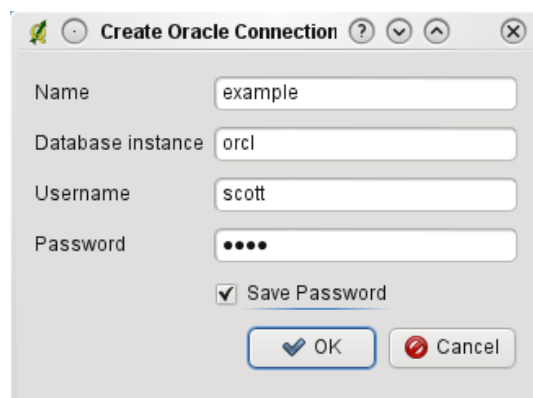 Create Oracle Connection
Name example
Database instance orcl
Username scott
Password ••••
Save Password
OK Cancel